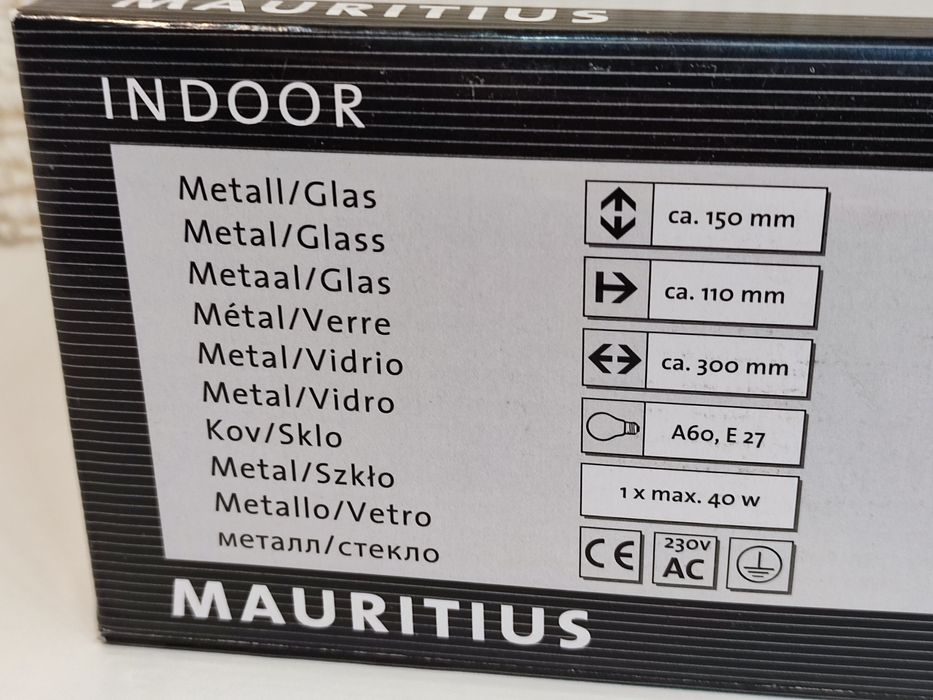 MAURITIUS
INDOOR
Metall/Glas
Metal/Glass
Metaal/Glas
Métal/Verre
Metal/Vidrio
Metal/Vidro
Kov/Sklo
Metal/Szkło
Metallo/Vetro
металл/стекло
ca. 150 mm
ca. 110 mm
ca. 300 mm
A60, E 27
1 x max. 40 W
CE
230V
AC
MAURITIUS